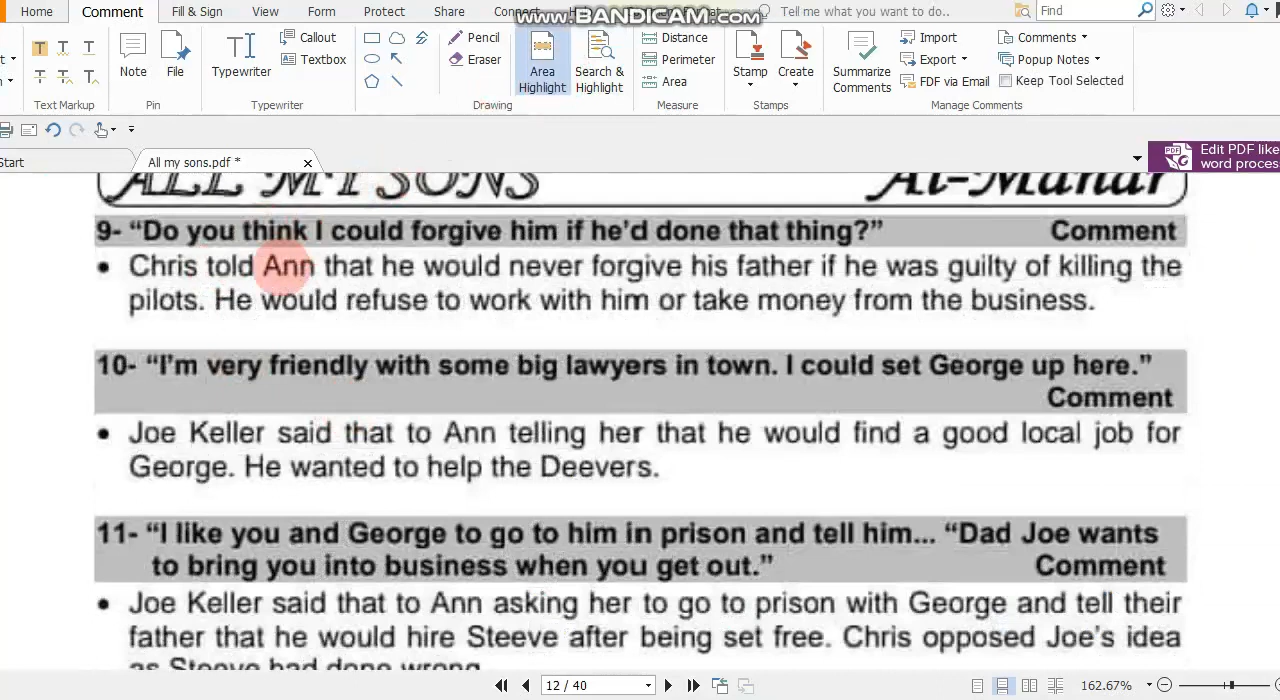 www.BANDICAM.com
Home Comment Fill & Sign View Form Protect Share Tell me what you want to do.. Find
Note File Typewriter Callout Textbox Pencil Eraser Area Highlight Search & Highlight Distance Perimeter Area Stamp Create Summarize Comments Import Export FDF via Email Comments Popup Notes Keep Tool Selected
Text Markup Pin Typewriter Drawing Measure Stamps Manage Comments
Start All my sons.pdf * Edit PDF like
word proces
ALL MY SONS Al-Manar
9- “Do you think I could forgive him if he’d done that thing?” Comment
• Chris told Ann that he would never forgive his father if he was guilty of killing the
pilots. He would refuse to work with him or take money from the business.
10- “I’m very friendly with some big lawyers in town. I could set George up here.”
Comment
• Joe Keller said that to Ann telling her that he would find a good local job for
George. He wanted to help the Deevers.
11- “I like you and George to go to him in prison and tell him... “Dad Joe wants
to bring you into business when you get out.” Comment
• Joe Keller said that to Ann asking her to go to prison with George and tell their
father that he would hire Steeve after being set free. Chris opposed Joe’s idea
as Steeve had done wrong.
12 / 40 162.67%